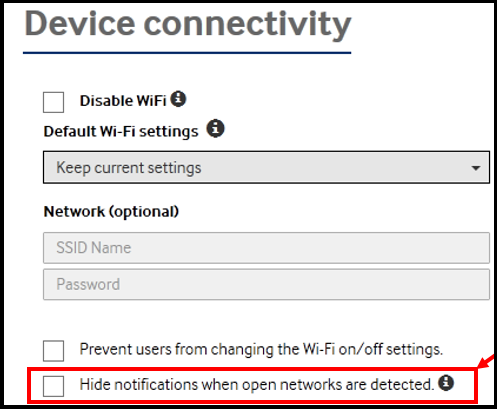 Device connectivity
Disable WiFi
Default Wi-Fi settings
Keep current settings
Network (optional)
SSID Name
Password
Prevent users from changing the Wi-Fi on/off settings.
Hide notifications when open networks are detected.